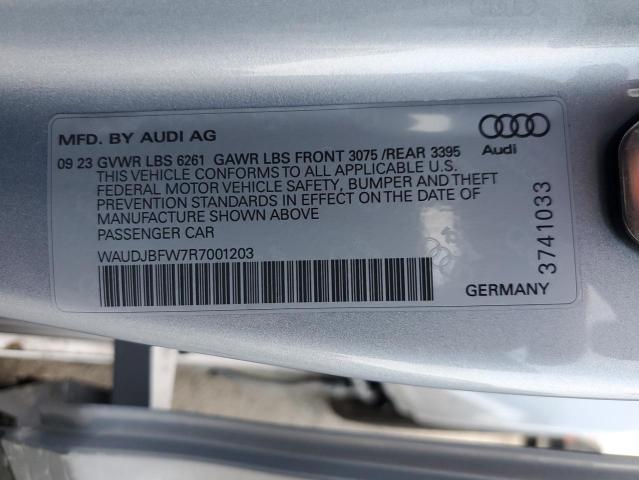 MFD. BY AUDI AG
Audi
09 23 GVWR LBS 6261 GAWR LBS FRONT 3075 /REAR 3395
THIS VEHICLE CONFORMS TO ALL APPLICABLE U.S.
FEDERAL MOTOR VEHICLE SAFETY, BUMPER AND THEFT
PREVENTION STANDARDS IN EFFECT ON THE DATE OF
MANUFACTURE SHOWN ABOVE
PASSENGER CAR
WAUDJBFW7R7001203
GERMANY
3741033